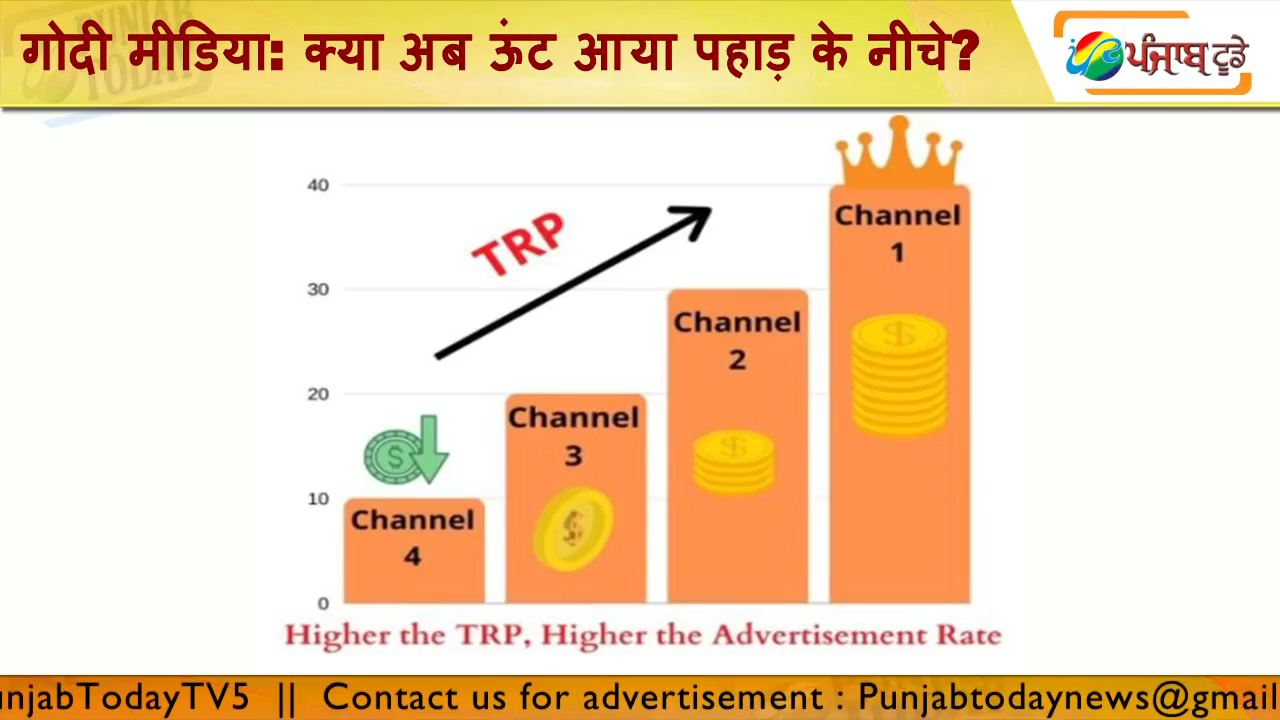 गोदी मीडिया: क्या अब ऊंट आया पहाड़ के नीचे?
ਪੰਜਾਬ ਟੂਡੇ
40
30
20
10
0
TRP
Channel
1
Channel
2
Channel
3
Channel
4
Higher the TRP, Higher the Advertisement Rate
njabTodayTV5 || Contact us for advertisement : Punjabtodaynews@gmail